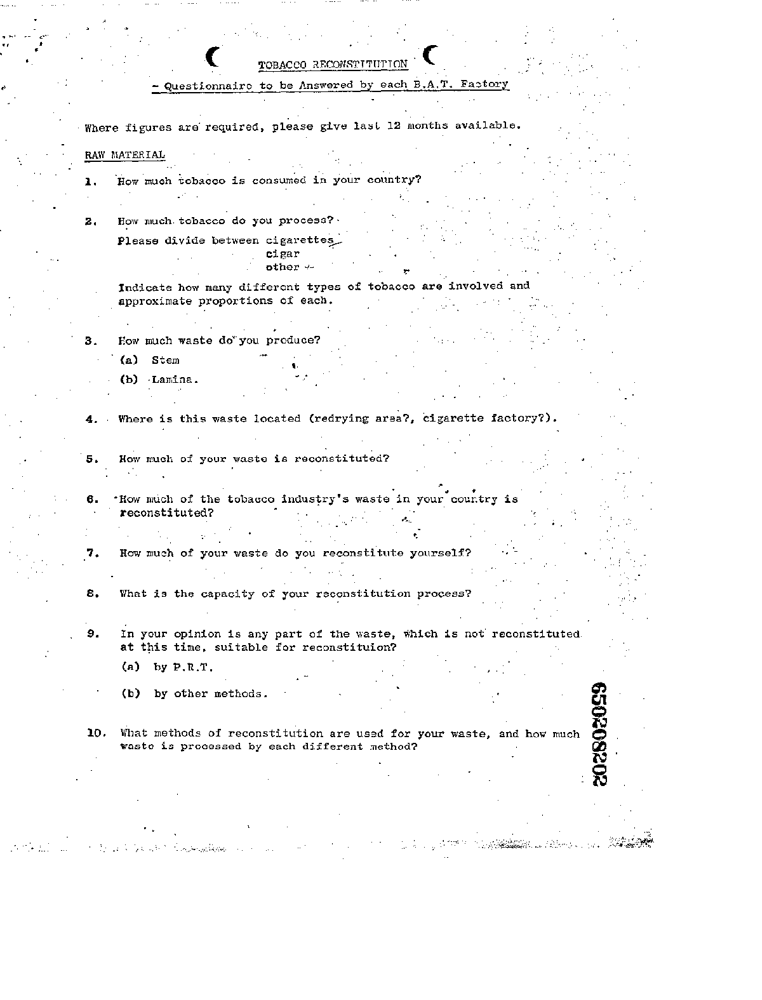 TOBACCO RECONSTITUTION
- Questionnaire to be Answered by each B.A.T. Factory
Where figures are required, please give last 12 months available.
RAW MATERIAL
1. How much tobacco is consumed in your country?
2. How much tobacco do you process?
Please divide between cigarettes
cigar
other
Indicate how many different types of tobacco are involved and
approximate proportions of each.
3. How much waste do you produce?
(a) Stem
(b) Lamina.
4. Where is this waste located (redrying area?, cigarette factory?).
5. How much of your waste is reconstituted?
6. How much of the tobacco industry's waste in your country is
reconstituted?
7. How much of your waste do you reconstitute yourself?
8. What is the capacity of your reconstitution process?
9. In your opinion is any part of the waste, which is not reconstituted
at this time, suitable for reconstituion?
(a) by P.R.T.
(b) by other methods.
10. What methods of reconstitution are used for your waste, and how much
waste is processed by each different method?
650208202